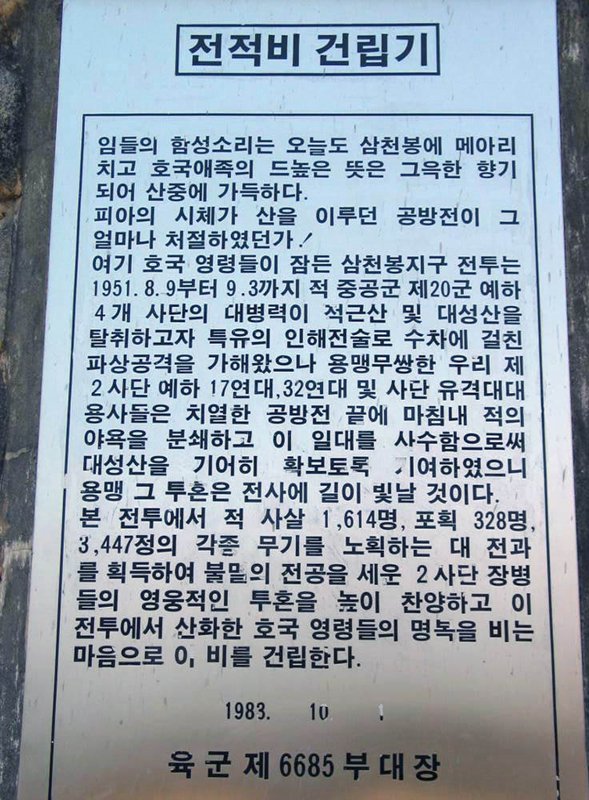 전적비 건립기
임들의 함성소리는 오늘도 삼천봉에 메아리
치고 호국애족의 드높은 뜻은 그윽한 향기
되어 산중에 가득하다.
피아의 시체가 산을 이루던 공방전이 그
얼마나 처절하였던가!
여기 호국 영령들이 잠든 삼천봉지구 전투는
1951. 8. 9부터 9. 3까지 적 중공군 제20군 예하
4개 사단의 대병력이 적근산 및 대성산을
탈취하고자 특유의 인해전술로 수차에 걸친
파상공격을 가해왔으나 용맹무쌍한 우리 제
2사단 예하 17연대, 32연대 및 사단 유격대대
용사들은 치열한 공방전 끝에 마침내 적의
야욕을 분쇄하고 이 일대를 사수함으로써
대성산을 기어히 확보토록 기여하였으니
용맹 그 투혼은 전사에 길이 빛날 것이다.
본 전투에서 적 사살 1,614명, 포획 328명,
3,447정의 각종 무기를 노획하는 대 전과
를 획득하여 불멸의 전공을 세운 2사단 장병
들의 영웅적인 투혼을 높이 찬양하고 이
전투에서 산화한 호국 영령들의 명복을 비는
마음으로 이 비를 건립한다.
1983. 10 1
육군 제 6685 부대장